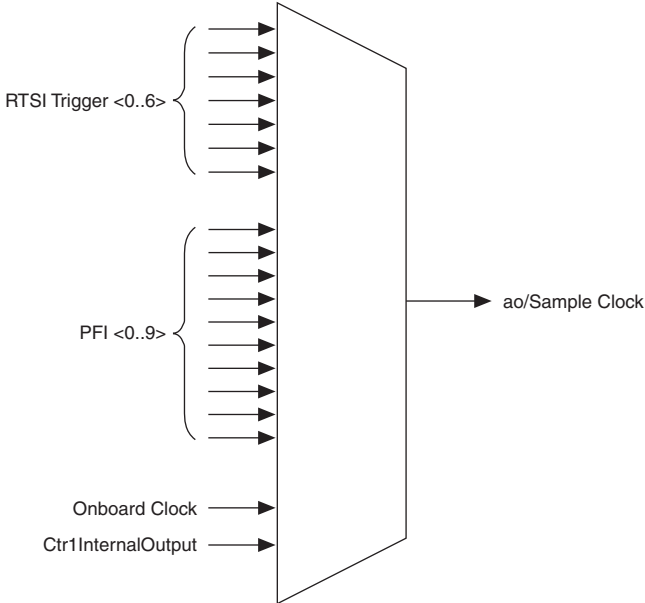 RTSI Trigger <0..6>
PFI <0..9>
ao/Sample Clock
Onboard Clock
Ctr1InternalOutput